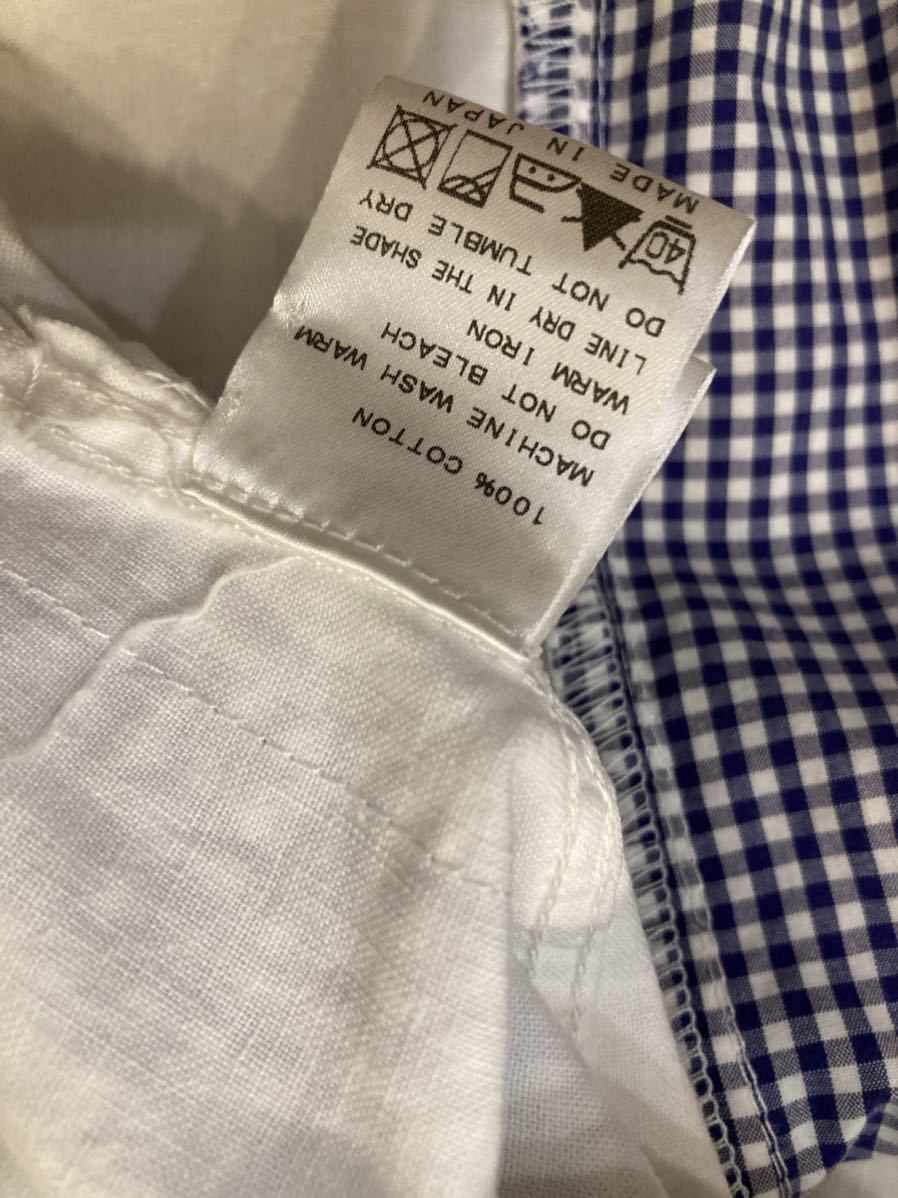 100% COTTON
MACHINE WASH WARM
DO NOT BLEACH
WARM IRON
LINE DRY IN THE SHADE
DO NOT TUMBLE DRY
40
MADE IN JAPAN